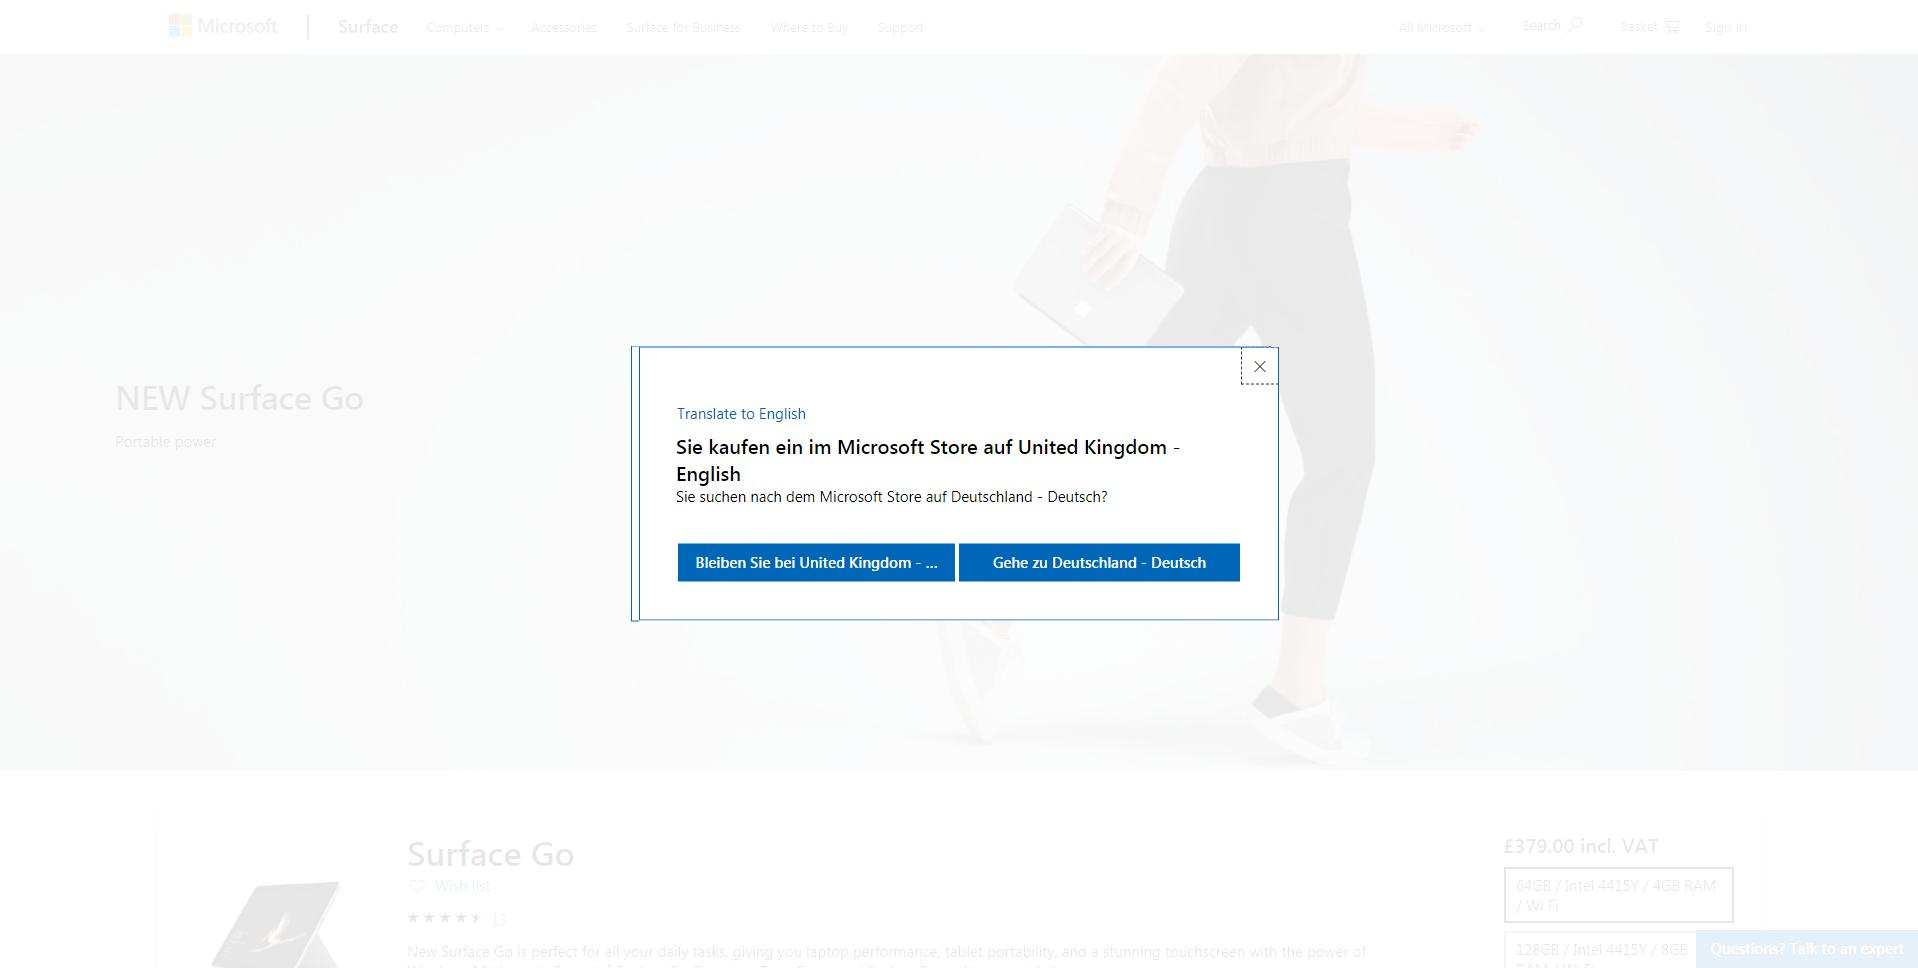 Microsoft
Surface
Computers
Accessories
Surface for Business
Where to Buy
Support
All Microsoft
Search
Basket
Sign in
NEW Surface Go
Portable power
Translate to English
Sie kaufen ein im Microsoft Store auf United Kingdom -
English
Sie suchen nach dem Microsoft Store auf Deutschland - Deutsch?
Bleiben Sie bei United Kingdom - ...
Gehe zu Deutschland - Deutsch
Surface Go
Wish list
13
New Surface Go is perfect for all your daily tasks, giving you laptop performance, tablet portability, and a stunning touchscreen with the power of
£379.00 incl. VAT
64GB / Intel 4415Y / 4GB RAM
/ Wi Fi
128GB / Intel 4415Y / 8GB
Questions? Talk to an expert